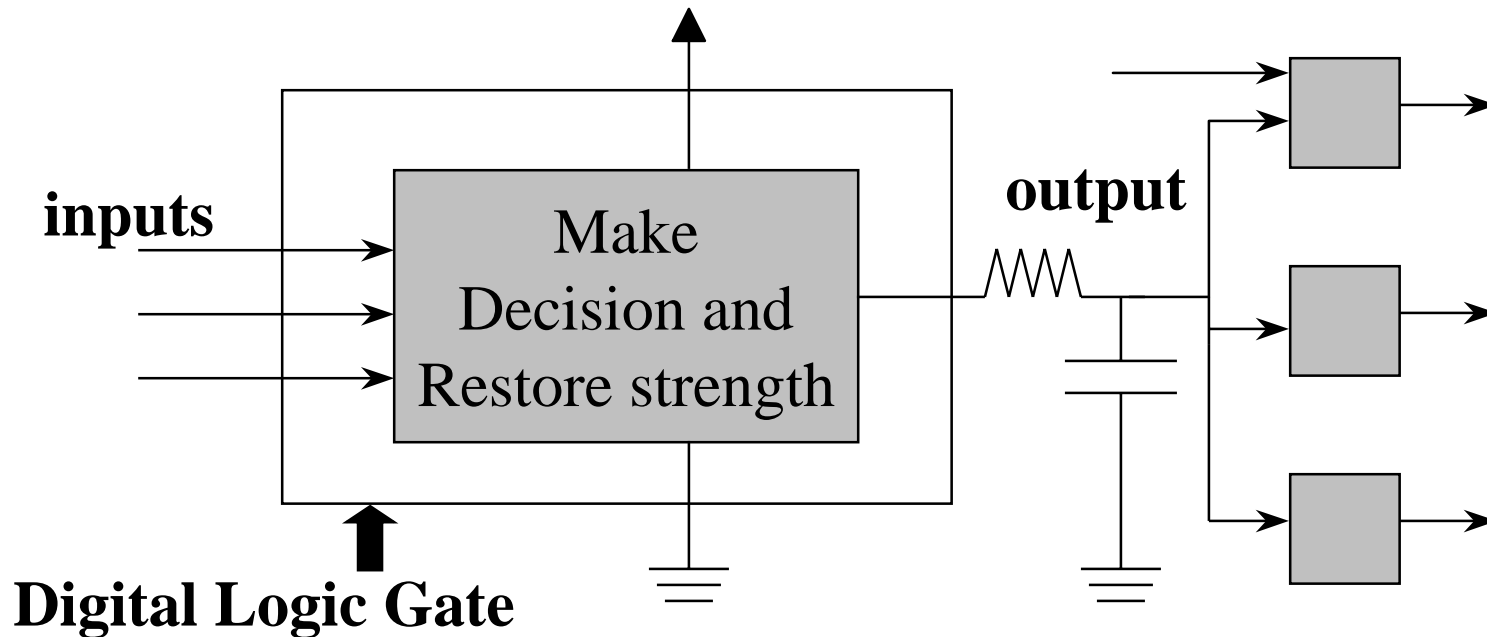 inputs
Make
Decision and
Restore strength
output
Digital Logic Gate